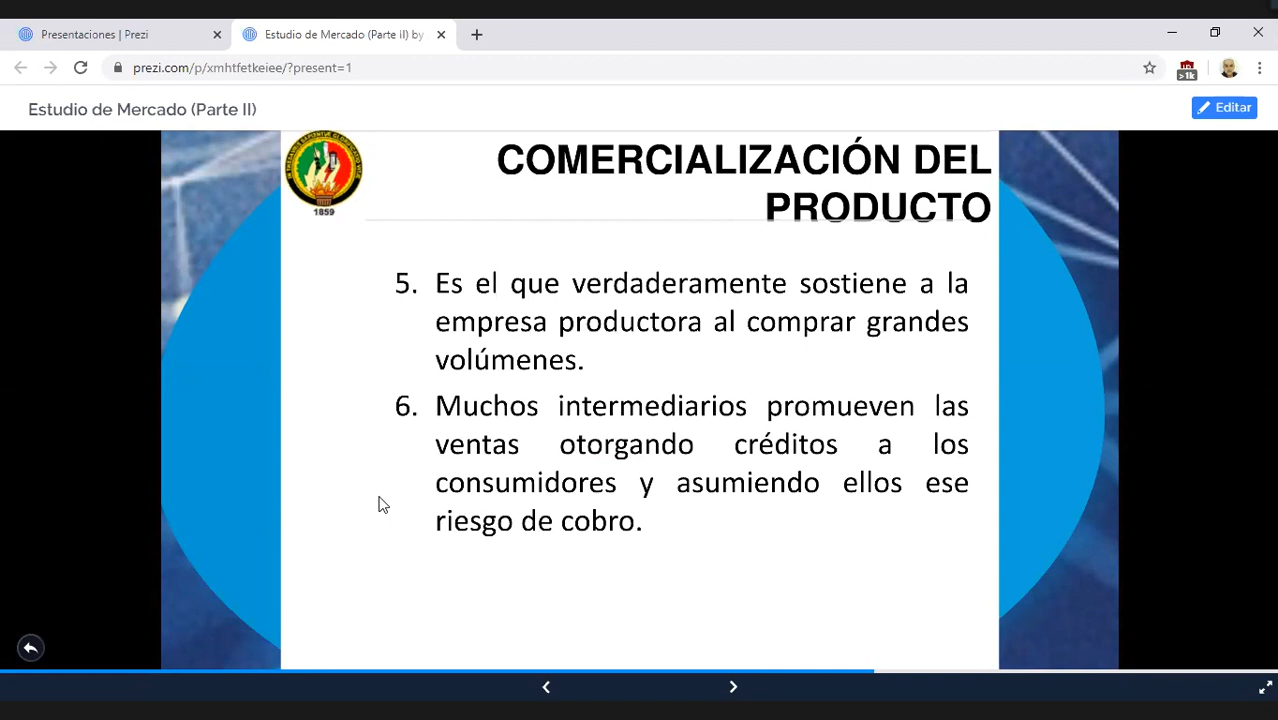 Presentaciones | Prezi
Estudio de Mercado (Parte iI) by
prezi.com/p/xmhtfetkeiee/?present=1
>1k
Estudio de Mercado (Parte II)
Editar
1859
COMERCIALIZACIÓN DEL
PRODUCTO
5. Es el que verdaderamente sostiene a la
empresa productora al comprar grandes
volúmenes.
6. Muchos intermediarios promueven las
ventas otorgando créditos a los
consumidores y asumiendo ellos ese
riesgo de cobro.